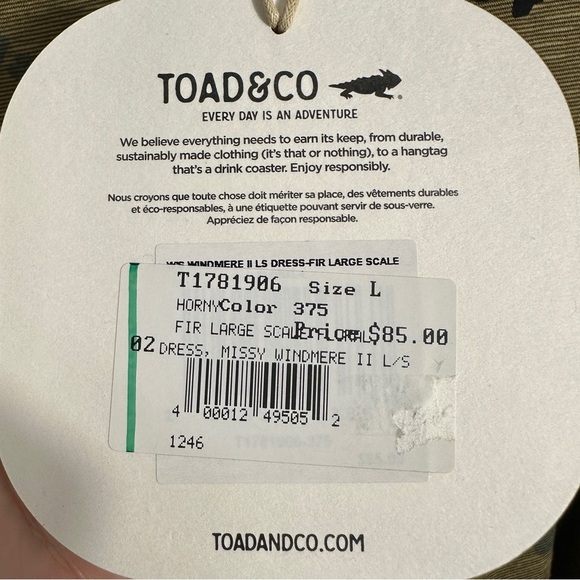 TOAD&CO
EVERY DAY IS AN ADVENTURE
We believe everything needs to earn its keep, from durable,
sustainably made clothing (it's that or nothing), to a hangtag
that's a drink coaster. Enjoy responsibly.
Nous croyons que toute chose doit mériter sa place, des vêtements durables
et éco-responsables, à une étiquette pouvant servir de sous-verre.
Appréciez de façon responsable.
WINDMERE II LS DRESS-FIR LARGE SCALE
T1781906 Size L
HORNY Color 375
FIR LARGE SCALE FLORAL Price $85.00
02 DRESS, MISSY WINDMERE II L/S
4 00012 49505 2
1246
T1781906-375
TOADANDCO.COM